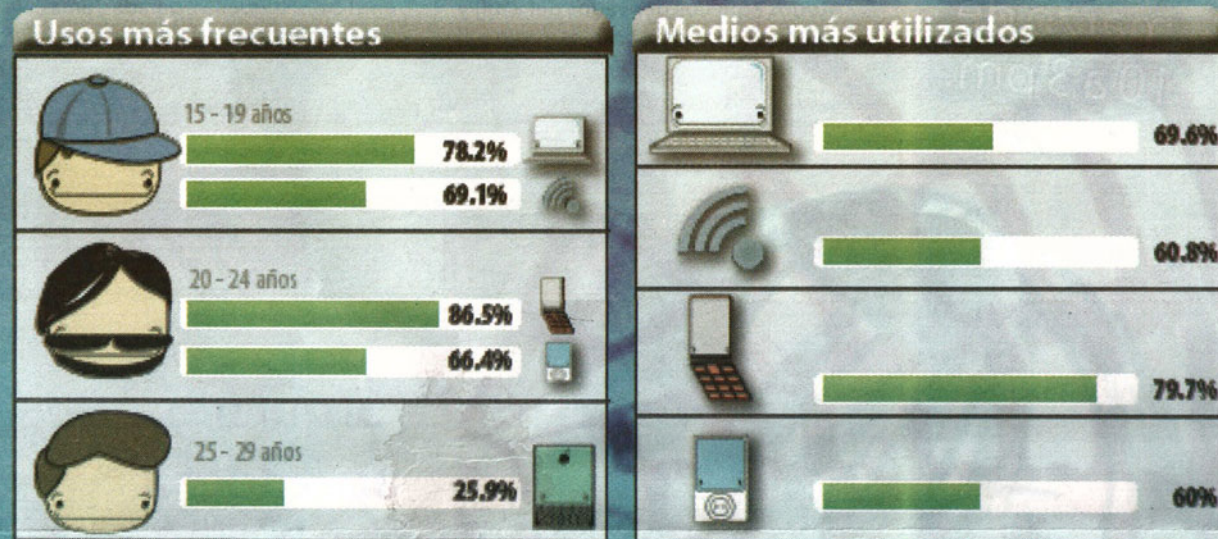 Usos más frecuentes
15 - 19 años
78.2%
69.1%
20 - 24 años
86.5%
66.4%
25 - 29 años
25.9%
Medios más utilizados
69.6%
60.8%
79.7%
60%